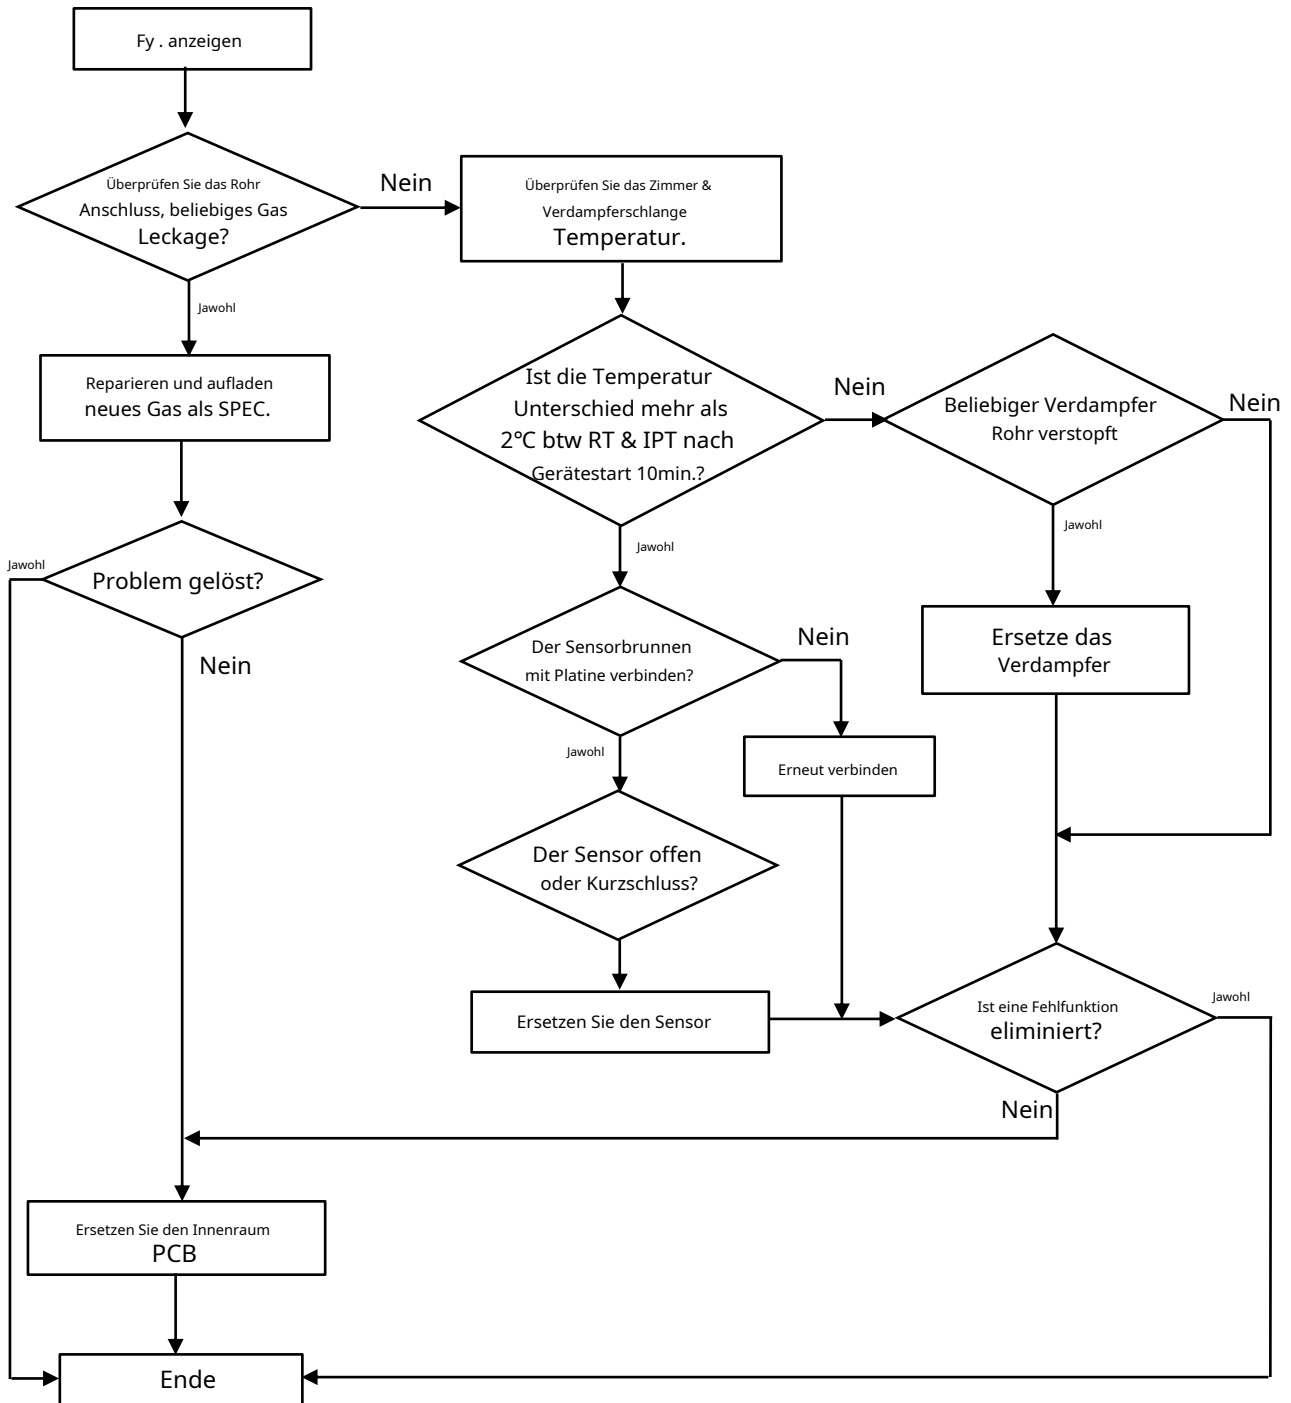 Fy . anzeigen
Überprüfen Sie das Rohr
Anschluss, beliebiges Gas
Leckage?
Nein
Überprüfen Sie das Zimmer &
Verdampferschlange
Temperatur.
Jawohl
Reparieren und aufladen
neues Gas als SPEC.
Ist die Temperatur
Unterschied mehr als
2℃ btw RT & IPT nach
Gerätestart 10min.?
Nein
Beliebiger Verdampfer
Rohr verstopft
Nein
Jawohl
Jawohl
Jawohl
Problem gelöst?
Nein
Der Sensorbrunnen
mit Platine verbinden?
Nein
Ersetze das
Verdampfer
Jawohl
Erneut verbinden
Der Sensor offen
oder Kurzschluss?
Ersetzen Sie den Sensor
Ist eine Fehlfunktion
eliminiert?
Jawohl
Nein
Ersetzen Sie den Innenraum
PCB
Ende